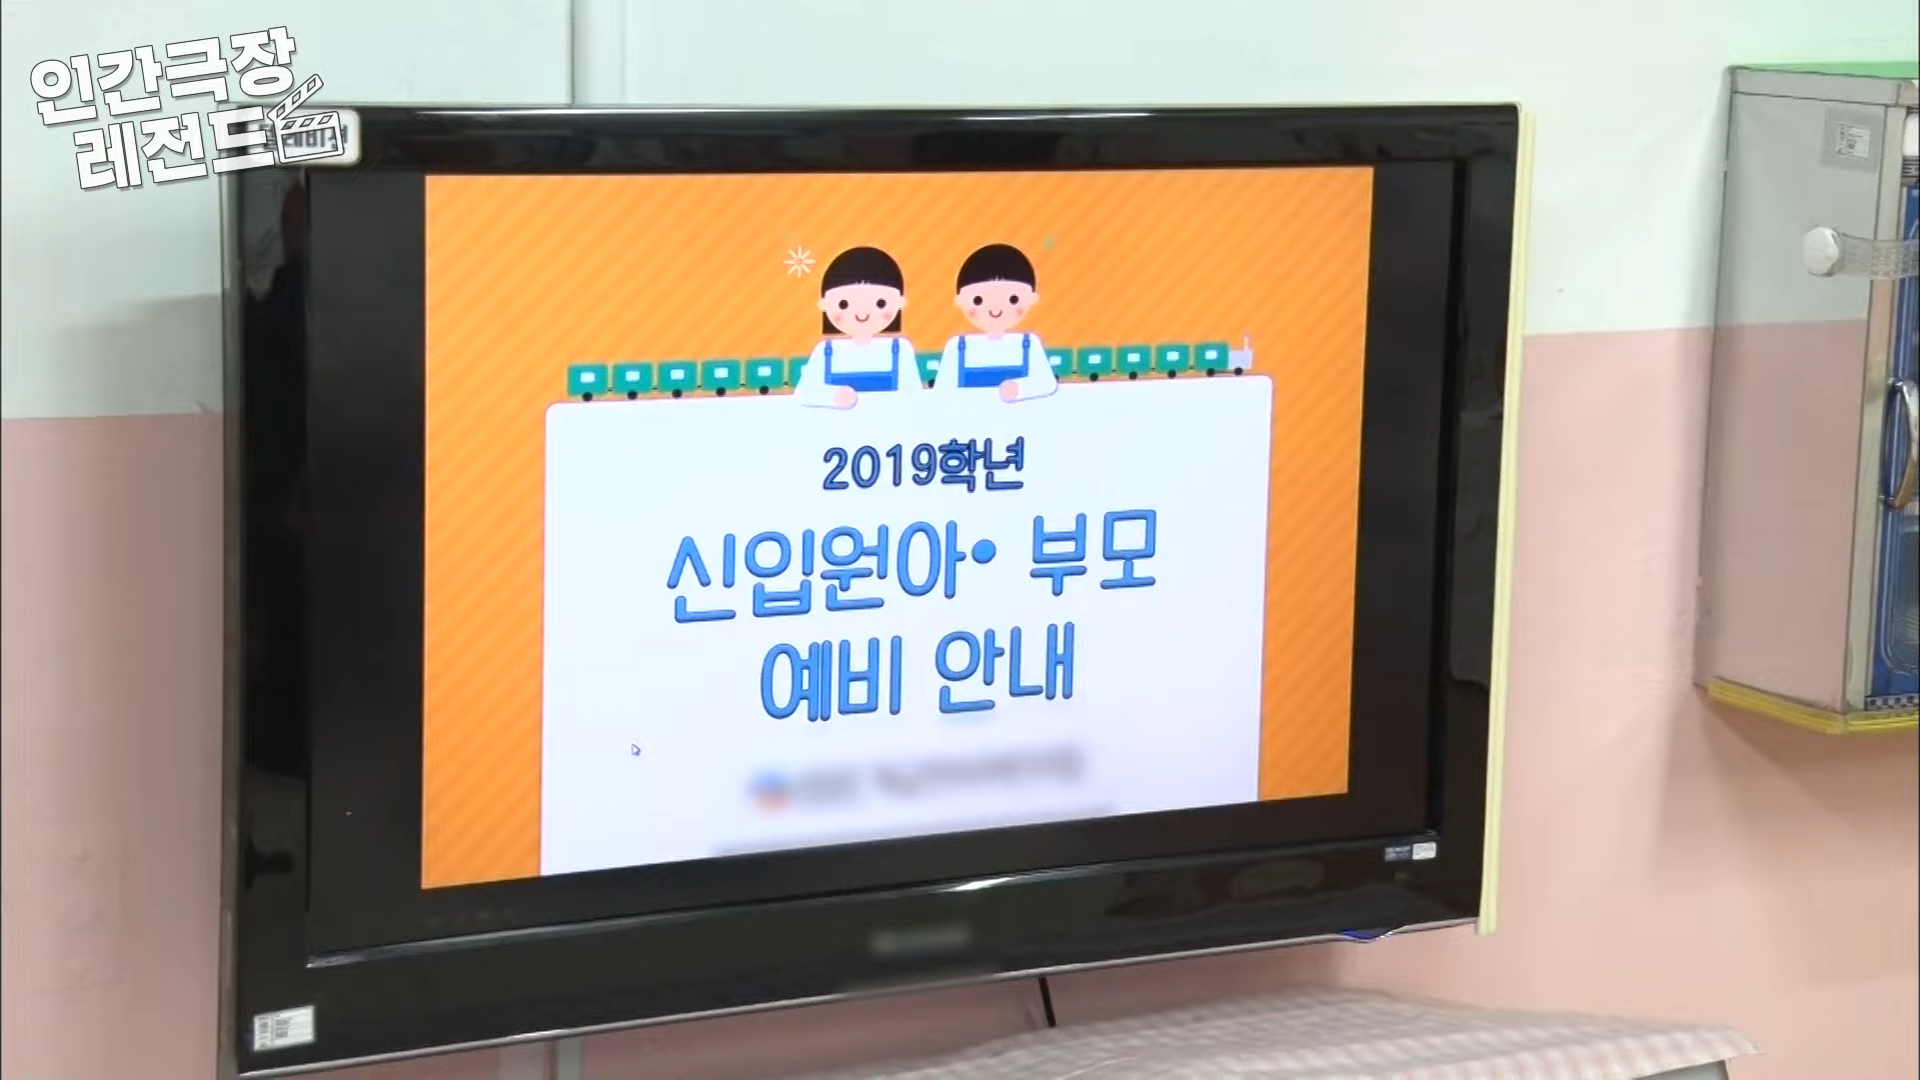 인간극장
레전드
2019학년
신입원아• 부모
예비 안내